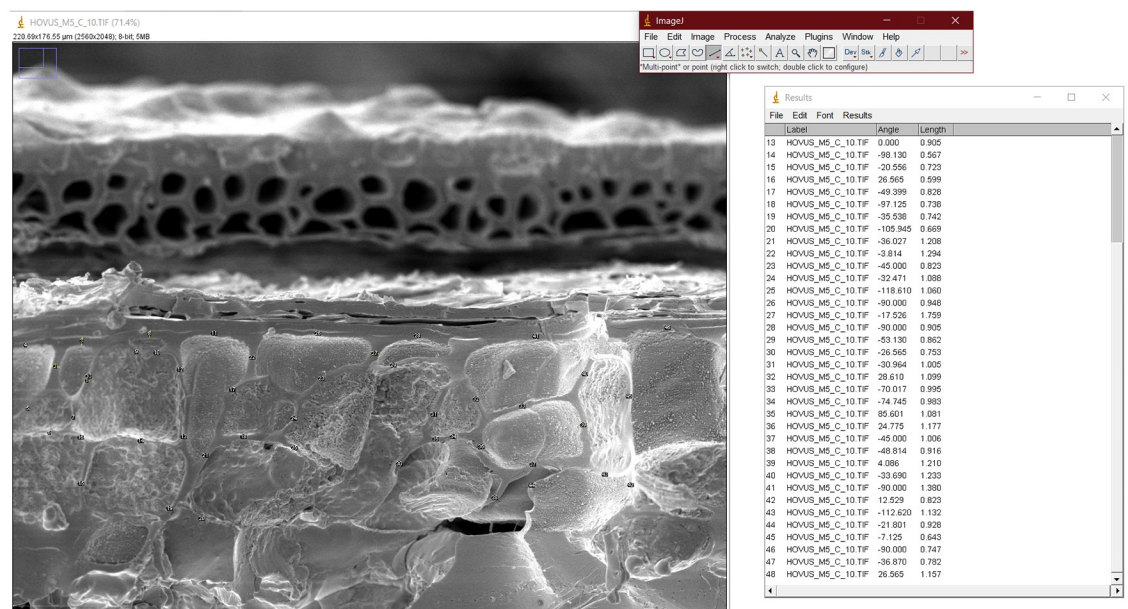 HOVUS_M5_C_10.TIF (71.4%)
220.69x176.55 µm (2560x2048); 8-bit; 5MB
ImageJ
File Edit Image Process Analyze Plugins Window Help
A Dev Stk >>
*Multi-point* or point (right click to switch; double click to configure)
Results
File Edit Font Results
Label Angle Length
13 HOVUS_M5_C_10.TIF 0.000 0.905
14 HOVUS_M5_C_10.TIF -98.130 0.567
15 HOVUS_M5_C_10.TIF -20.556 0.723
16 HOVUS_M5_C_10.TIF 26.565 0.599
17 HOVUS_M5_C_10.TIF -49.399 0.828
18 HOVUS_M5_C_10.TIF -97.125 0.738
19 HOVUS_M5_C_10.TIF -35.538 0.742
20 HOVUS_M5_C_10.TIF -105.945 0.669
21 HOVUS_M5_C_10.TIF -36.027 1.208
22 HOVUS_M5_C_10.TIF -3.814 1.294
23 HOVUS_M5_C_10.TIF -45.000 0.823
24 HOVUS_M5_C_10.TIF -32.471 1.088
25 HOVUS_M5_C_10.TIF -118.610 1.060
26 HOVUS_M5_C_10.TIF -90.000 0.948
27 HOVUS_M5_C_10.TIF -17.526 1.759
28 HOVUS_M5_C_10.TIF -90.000 0.905
29 HOVUS_M5_C_10.TIF -53.130 0.862
30 HOVUS_M5_C_10.TIF -26.565 0.753
31 HOVUS_M5_C_10.TIF -30.964 1.005
32 HOVUS_M5_C_10.TIF 28.610 1.099
33 HOVUS_M5_C_10.TIF -70.017 0.995
34 HOVUS_M5_C_10.TIF -74.745 0.983
35 HOVUS_M5_C_10.TIF 85.601 1.081
36 HOVUS_M5_C_10.TIF 24.775 1.177
37 HOVUS_M5_C_10.TIF -45.000 1.006
38 HOVUS_M5_C_10.TIF -48.814 0.916
39 HOVUS_M5_C_10.TIF 4.086 1.210
40 HOVUS_M5_C_10.TIF -33.690 1.233
41 HOVUS_M5_C_10.TIF -90.000 1.380
42 HOVUS_M5_C_10.TIF 12.529 0.823
43 HOVUS_M5_C_10.TIF -112.620 1.132
44 HOVUS_M5_C_10.TIF -21.801 0.928
45 HOVUS_M5_C_10.TIF -7.125 0.643
46 HOVUS_M5_C_10.TIF -90.000 0.747
47 HOVUS_M5_C_10.TIF -36.870 0.782
48 HOVUS_M5_C_10.TIF 26.565 1.157